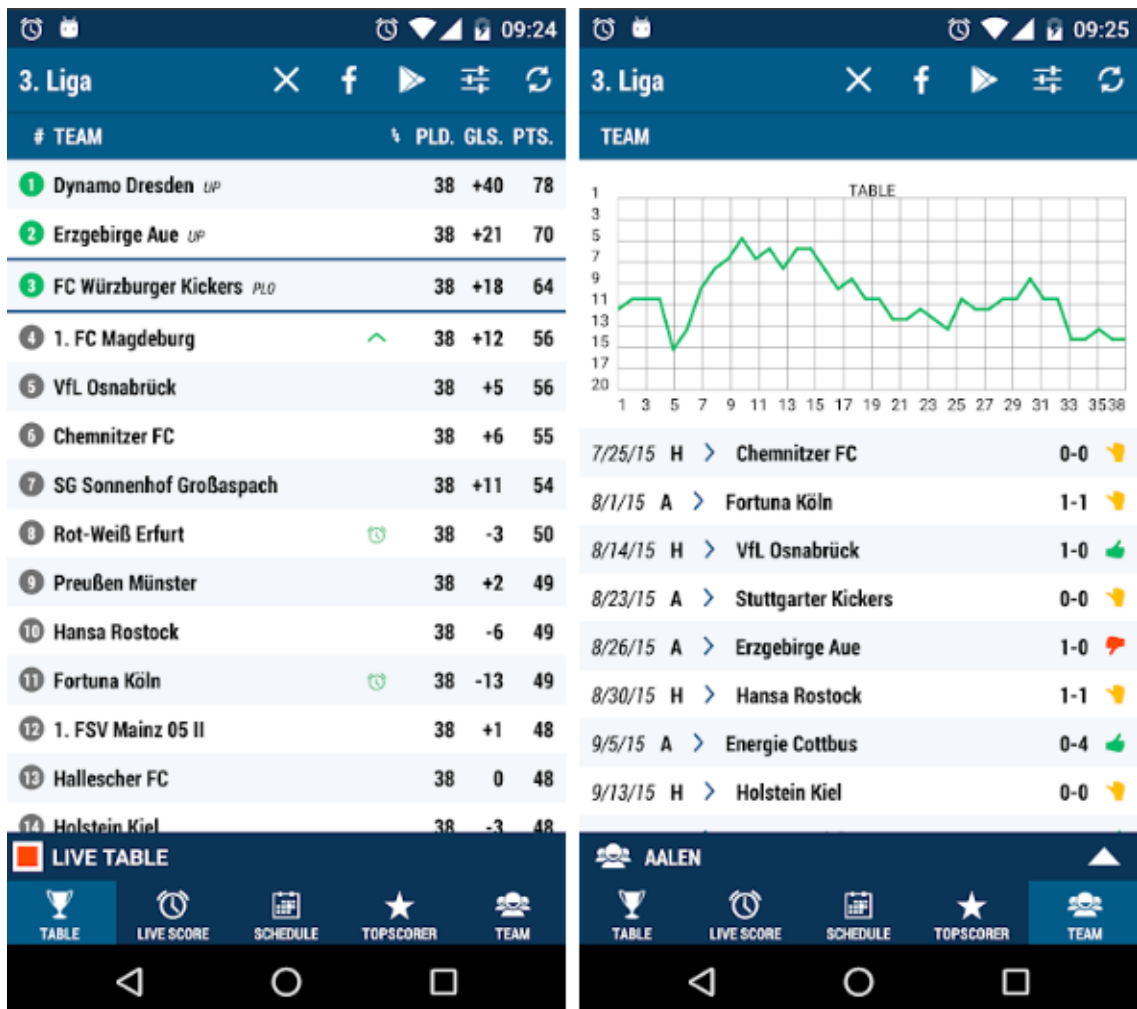 09:24
3. Liga
# TEAM PLD. GLS. PTS.
1 Dynamo Dresden UP 38 +40 78
2 Erzgebirge Aue UP 38 +21 70
3 FC Würzburger Kickers PLO 38 +18 64
4 1. FC Magdeburg 38 +12 56
5 VfL Osnabrück 38 +5 56
6 Chemnitzer FC 38 +6 55
7 SG Sonnenhof Großaspach 38 +11 54
8 Rot-Weiß Erfurt 38 -3 50
9 Preußen Münster 38 +2 49
10 Hansa Rostock 38 -6 49
11 Fortuna Köln 38 -13 49
12 1. FSV Mainz 05 II 38 +1 48
13 Hallescher FC 38 0 48
14 Holstein Kiel 38 -3 48
LIVE TABLE
TABLE LIVE SCORE SCHEDULE TOPSCORER TEAM
09:25
3. Liga
TEAM
TABLE
1
3
5
7
9
11
13
15
17
20
1 3 5 7 9 11 13 15 17 19 21 23 25 27 29 31 33 35 38
7/25/15 H > Chemnitzer FC 0-0
8/1/15 A > Fortuna Köln 1-1
8/14/15 H > VfL Osnabrück 1-0
8/23/15 A > Stuttgarter Kickers 0-0
8/26/15 A > Erzgebirge Aue 1-0
8/30/15 H > Hansa Rostock 1-1
9/5/15 A > Energie Cottbus 0-4
9/13/15 H > Holstein Kiel 0-0
AALEN
TABLE LIVE SCORE SCHEDULE TOPSCORER TEAM